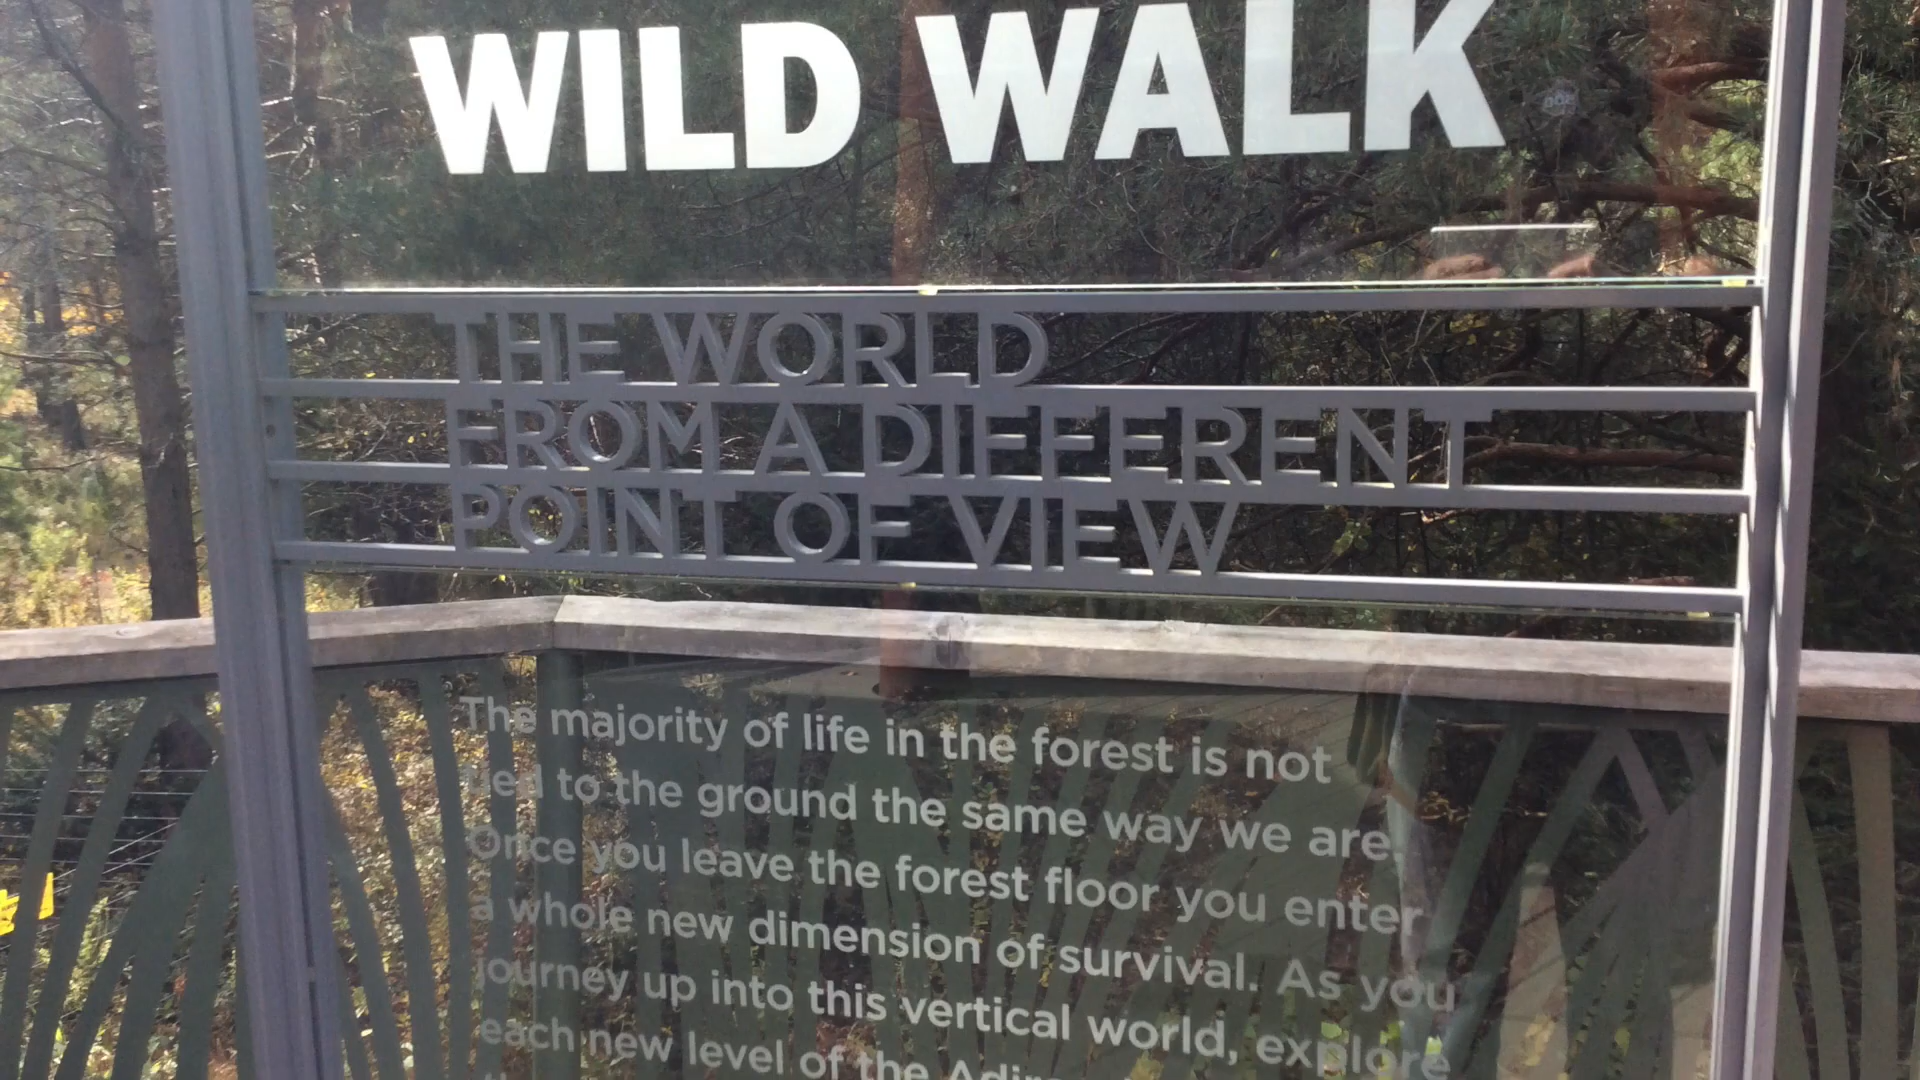 WILD WALK
THE WORLD
FROM A DIFFERENT
POINT OF VIEW
The majority of life in the forest is not
tied to the ground the same way we are.
Once you leave the forest floor you enter
a whole new dimension of survival. As you
journey up into this vertical world, explore
each new level of the